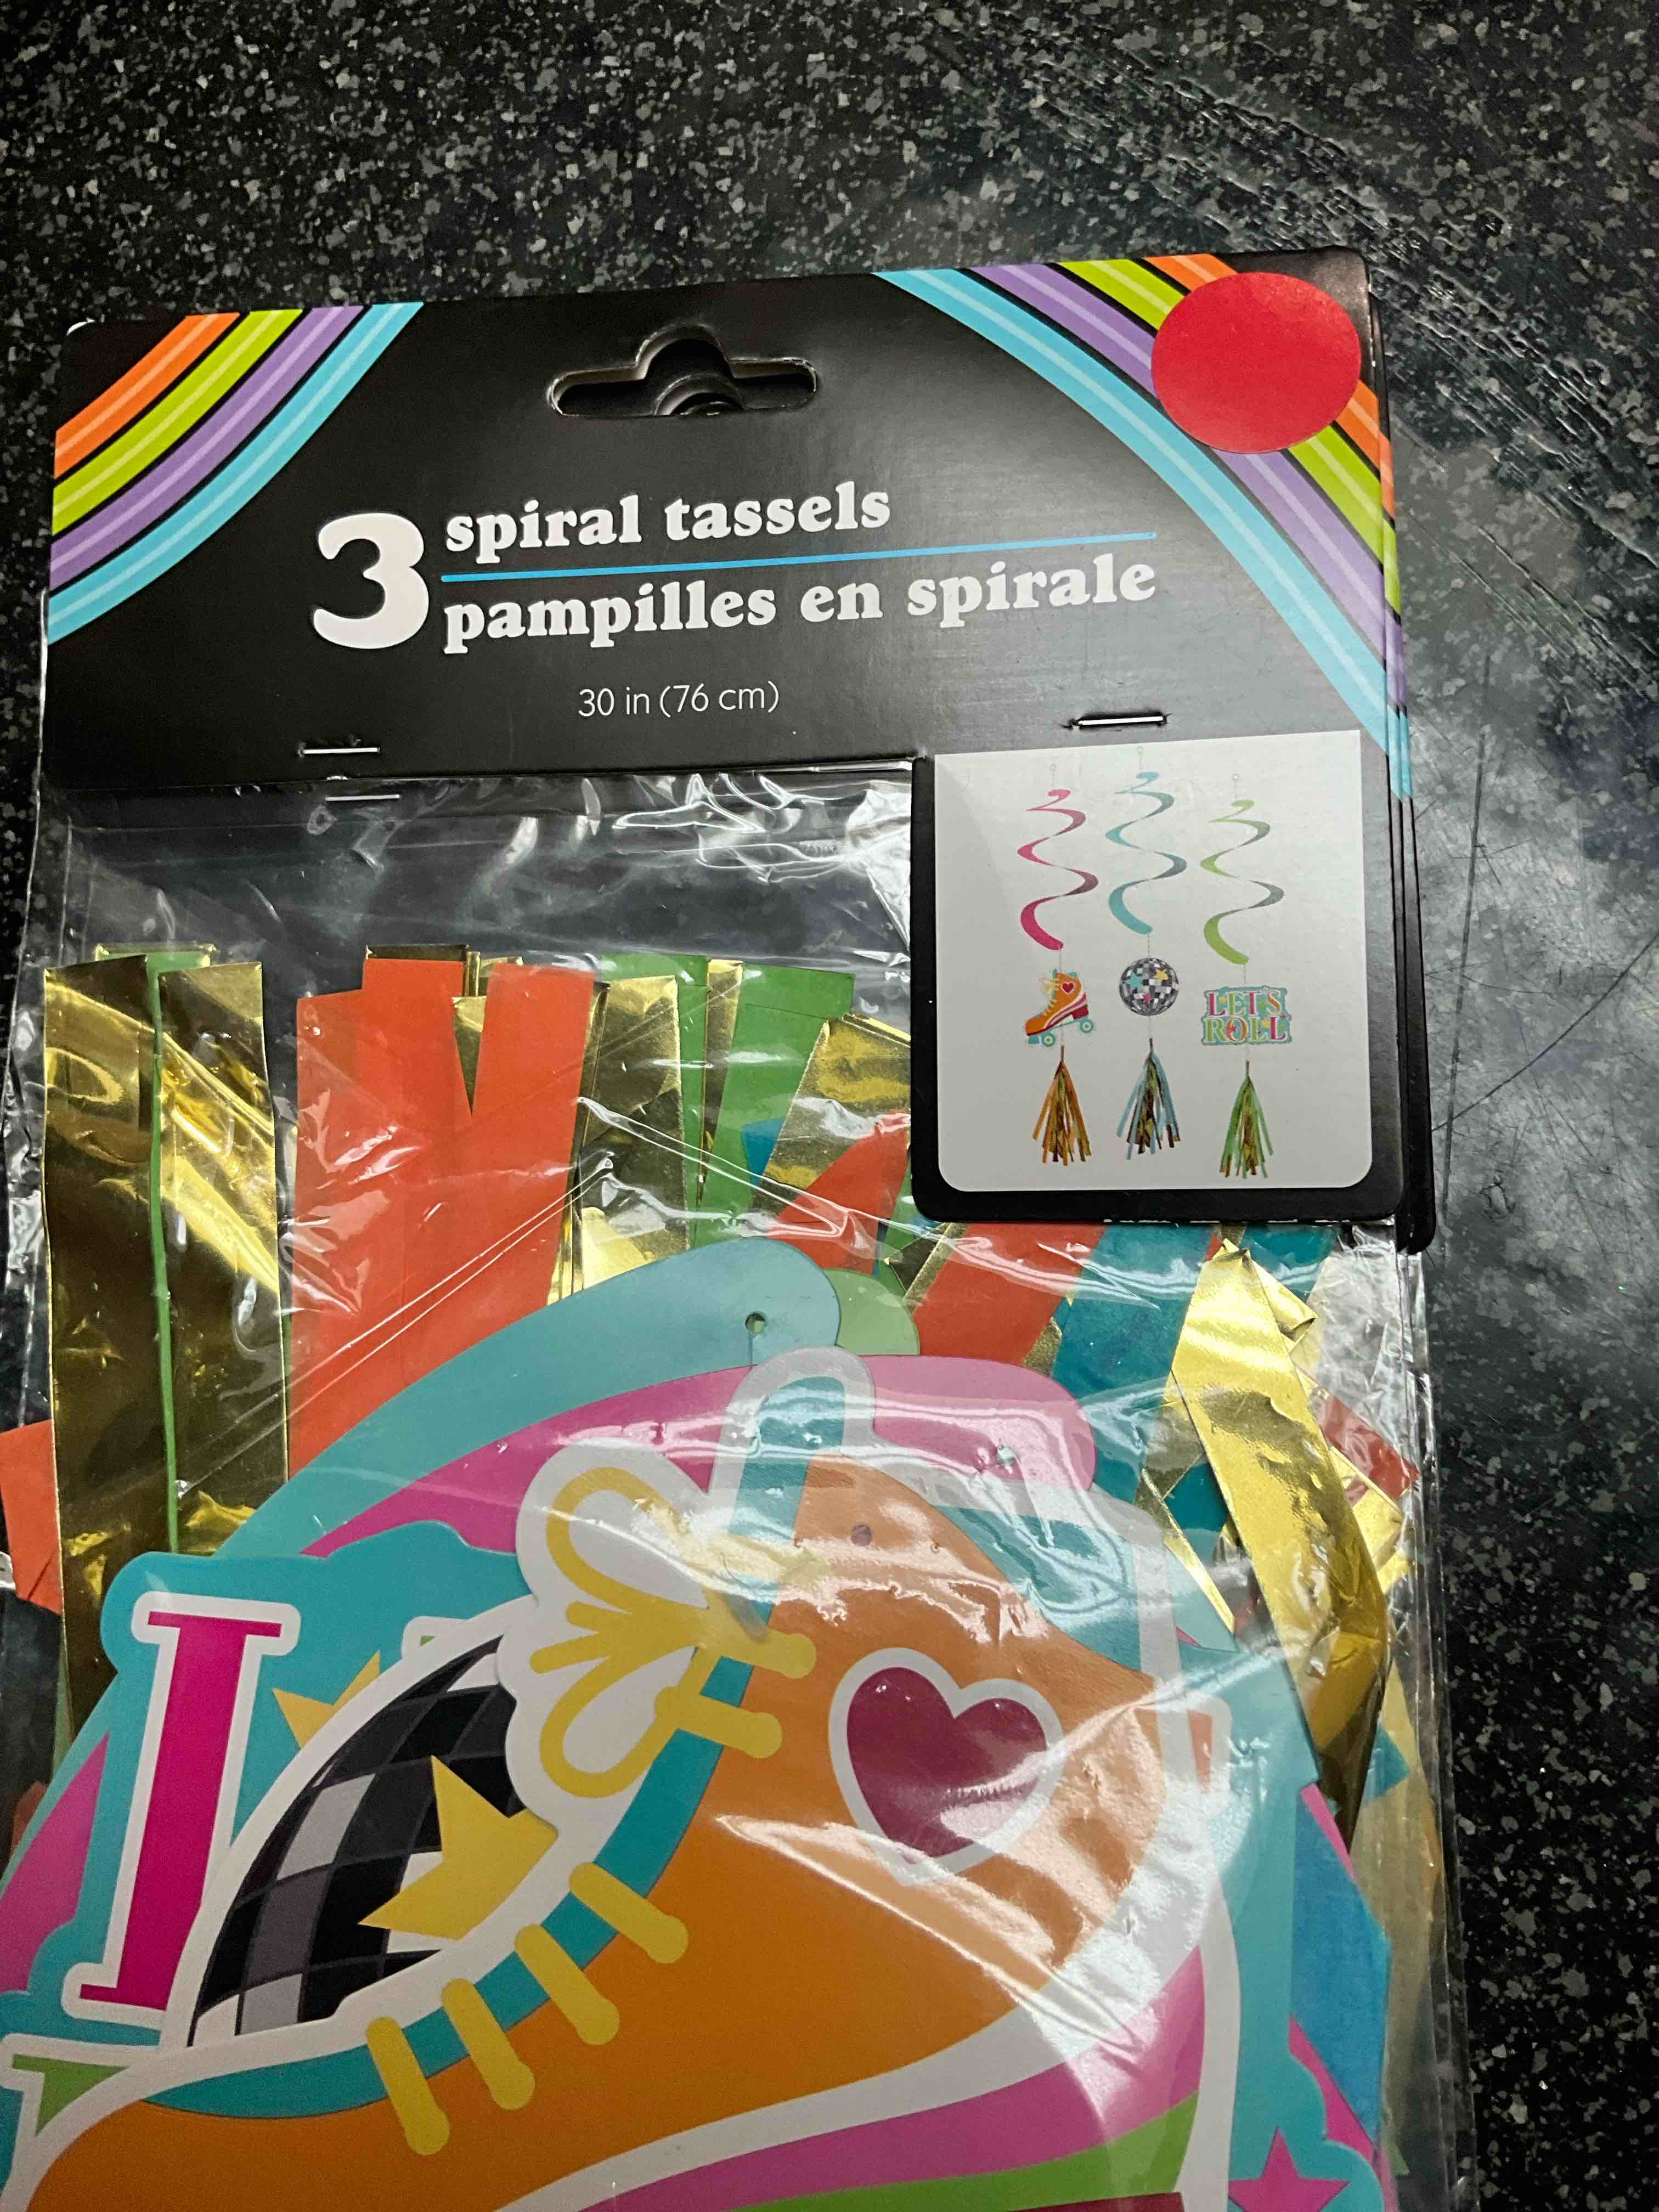 3 spiral tassels
pampilles en spirale
30 in (76 cm)
LET'S
ROLL
L